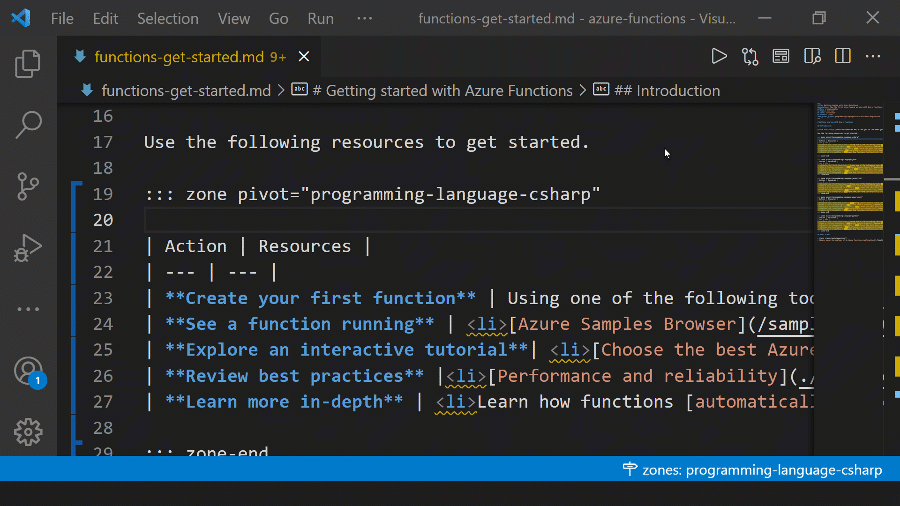 File Edit Selection View Go Run ··· functions-get-started.md - azure-functions - Visu...
functions-get-started.md 9+
functions-get-started.md > # Getting started with Azure Functions > ## Introduction
16
17 Use the following resources to get started.
18
19 ::: zone pivot="programming-language-csharp"
20
21 | Action | Resources |
22 | --- | --- |
23 | **Create your first function** | Using one of the following too
24 | **See a function running** | <li>[Azure Samples Browser](/sampl
25 | **Explore an interactive tutorial**| <li>[Choose the best Azure
26 | **Review best practices** |<li>[Performance and reliability](./
27 | **Learn more in-depth** | <li>Learn how functions [automaticall
28
29 ::: zone-end
1
zones: programming-language-csharp